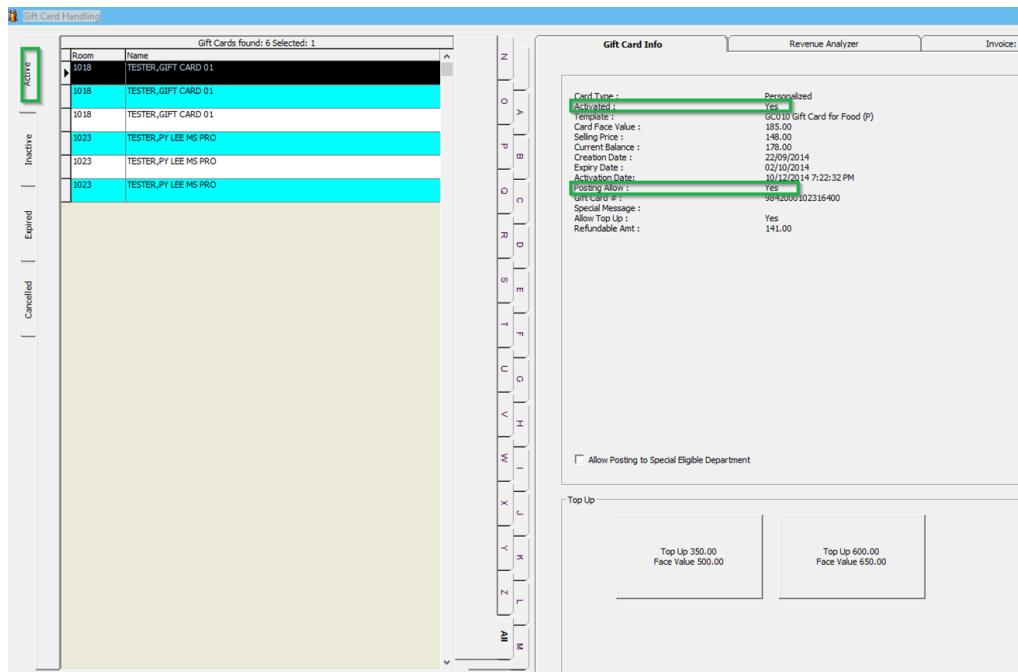 Gift Card Handling
Active
Inactive
Expired
Cancelled
Gift Cards found: 6 Selected: 1
Room Name
1018 TESTER,GIFT CARD 01
1018 TESTER,GIFT CARD 01
1018 TESTER,GIFT CARD 01
1023 TESTER,PY LEE MS PRO
1023 TESTER,PY LEE MS PRO
1023 TESTER,PY LEE MS PRO
N
O
P
Q
R
S
T
U
V
W
X
Y
Z
All
A
B
C
D
E
F
G
H
I
J
K
L
M
Gift Card Info
Revenue Analyzer
Invoice:
Card Type : Personalized
Activated : Yes
Template : GC010 Gift Card for Food (P)
Card Face Value : 185.00
Selling Price : 148.00
Current Balance : 178.00
Creation Date : 22/09/2014
Expiry Date : 02/10/2014
Activation Date: 10/12/2014 7:22:32 PM
Posting Allow : Yes
Gift Card # : 9842000102316400
Special Message :
Allow Top Up : Yes
Refundable Amt : 141.00
Allow Posting to Special Eligible Department
Top Up
Top Up 350.00
Face Value 500.00
Top Up 600.00
Face Value 650.00